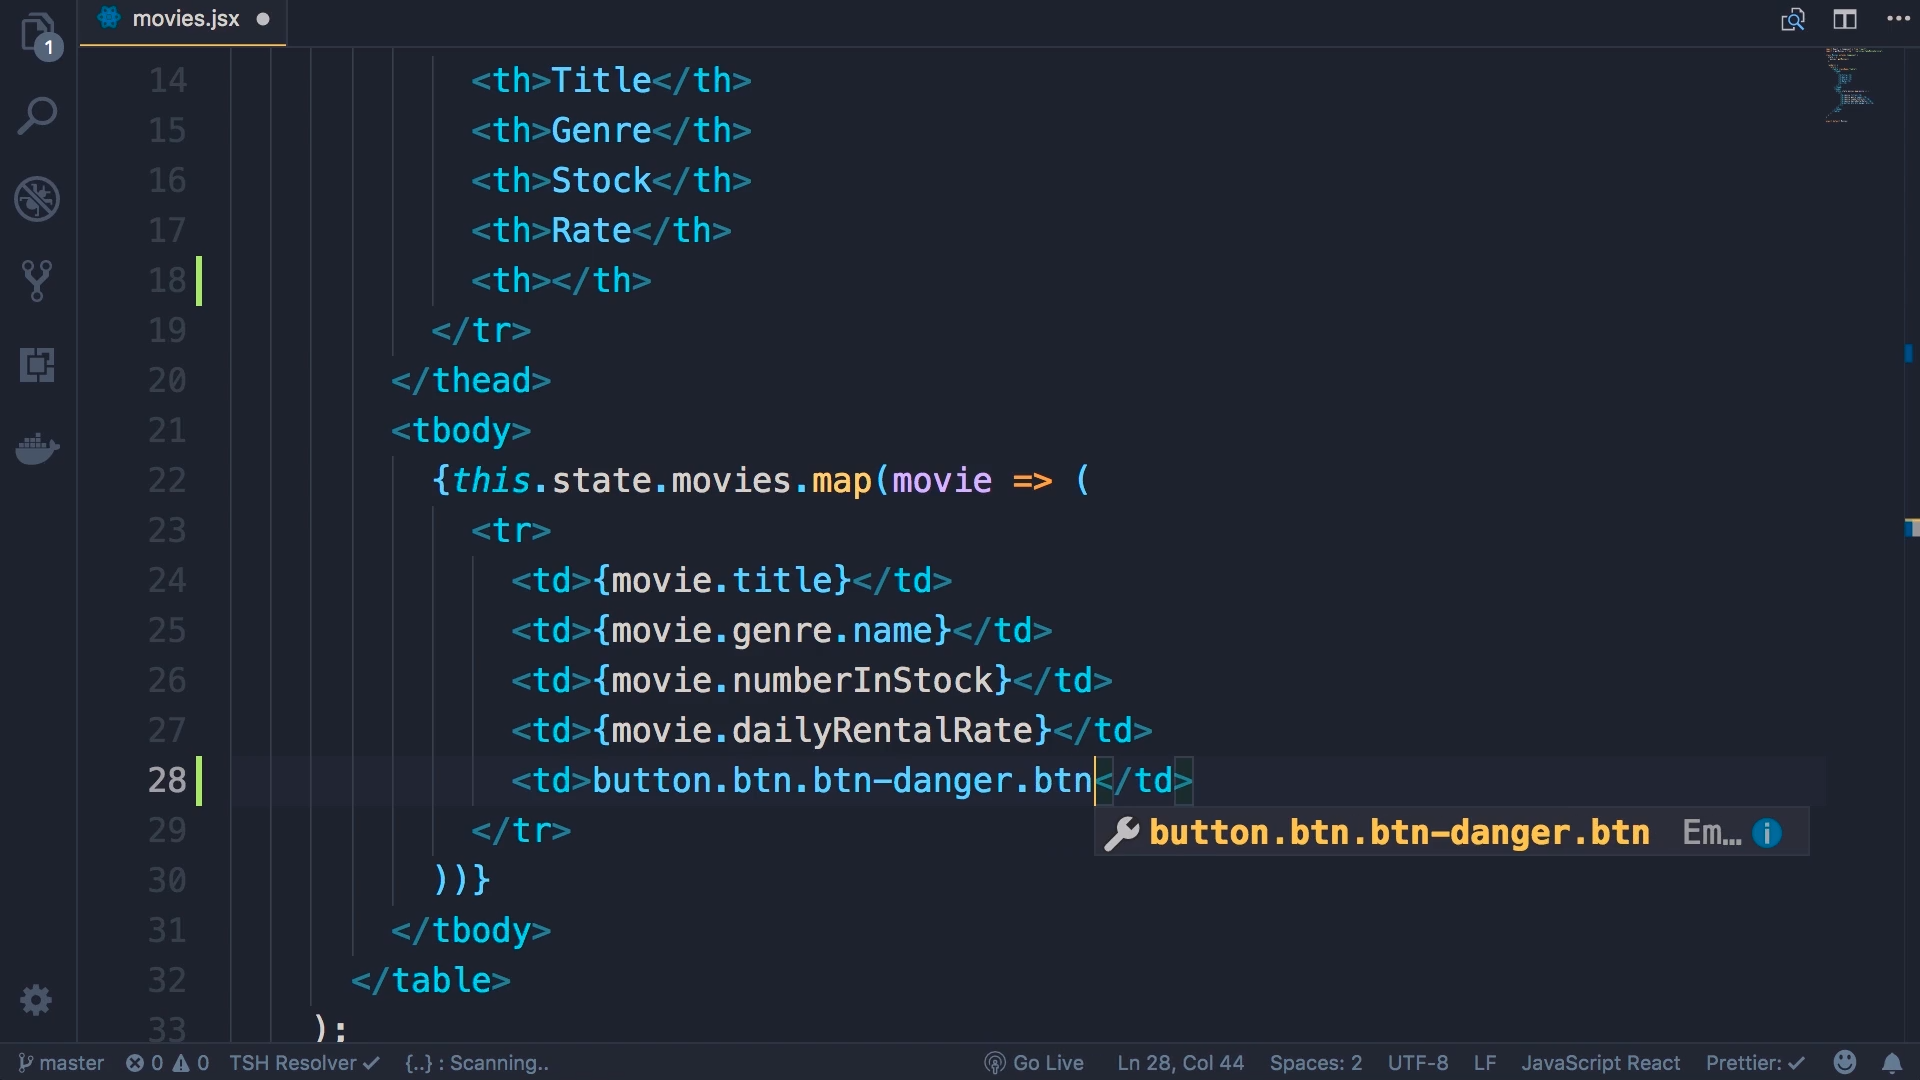 1
movies.jsx
14 <th>Title</th>
15 <th>Genre</th>
16 <th>Stock</th>
17 <th>Rate</th>
18 <th></th>
19 </tr>
20 </thead>
21 <tbody>
22 {this.state.movies.map(movie => (
23 <tr>
24 <td>{movie.title}</td>
25 <td>{movie.genre.name}</td>
26 <td>{movie.numberInStock}</td>
27 <td>{movie.dailyRentalRate}</td>
28 <td>button.btn.btn-danger.btn</td>
button.btn.btn-danger.btn Em…
29 </tr>
30 ))}
31 </tbody>
32 </table>
33 );
master 0 0 TSH Resolver ✓ {..} : Scanning.. Go Live Ln 28, Col 44 Spaces: 2 UTF-8 LF JavaScript React Prettier: ✓